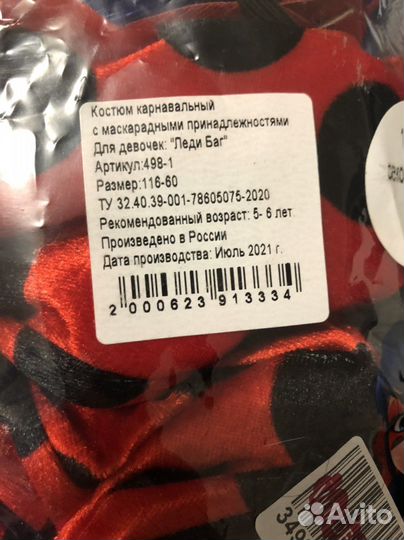 Костюм карнавальный
с маскарадными принадлежностями
Для девочек: "Леди Баг"
Артикул:498-1
Размер:116-60
ТУ 32.40.39-001-78605075-2020
Рекомендованный возраст: 5- 6 лет
Произведено в России
Дата производства: Июль 2021 г.
2 000623 913334
349
Avito